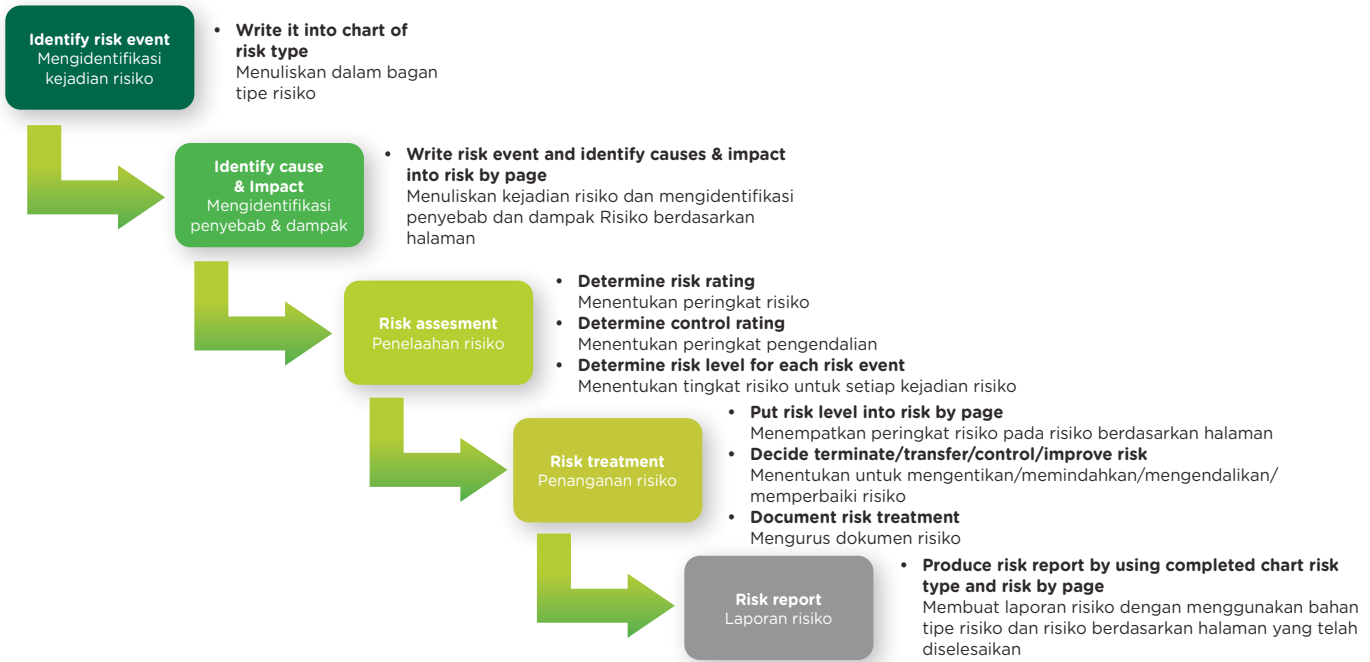 Identify risk event
Mengidentifikasi
kejadian risiko
• Write it into chart of
risk type
Menuliskan dalam bagan
tipe risiko
Identify cause
& Impact
Mengidentifikasi
penyebab & dampak
• Write risk event and identify causes & impact
into risk by page
Menuliskan kejadian risiko dan mengidentifikasi
penyebab dan dampak Risiko berdasarkan
halaman
Risk assesment
Penelaahan risiko
• Determine risk rating
Menentukan peringkat risiko
• Determine control rating
Menentukan peringkat pengendalian
• Determine risk level for each risk event
Menentukan tingkat risiko untuk setiap kejadian risiko
Risk treatment
Penanganan risiko
• Put risk level into risk by page
Menempatkan peringkat risiko pada risiko berdasarkan halaman
• Decide terminate/transfer/control/improve risk
Menentukan untuk mengentikan/memindahkan/mengendalikan/
memperbaiki risiko
• Document risk treatment
Mengurus dokumen risiko
Risk report
Laporan risiko
• Produce risk report by using completed chart risk
type and risk by page
Membuat laporan risiko dengan menggunakan bahan
tipe risiko dan risiko berdasarkan halaman yang telah
diselesaikan